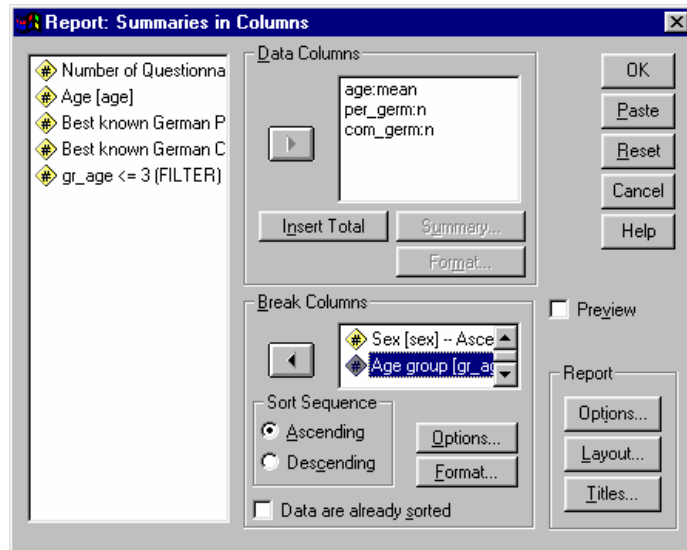 Report: Summaries in Columns
Number of Questionna
Age [age]
Best known German P
Best known German C
gr_age <= 3 (FILTER)
Data Columns
age:mean
per_germ:n
com_germ:n
Insert Total
Summary...
Format...
Break Columns
Sex [sex] -- Asce
Age group [gr_ag
Sort Sequence
Ascending
Descending
Options...
Format...
Data are already sorted
OK
Paste
Reset
Cancel
Help
Preview
Report
Options...
Layout...
Titles...